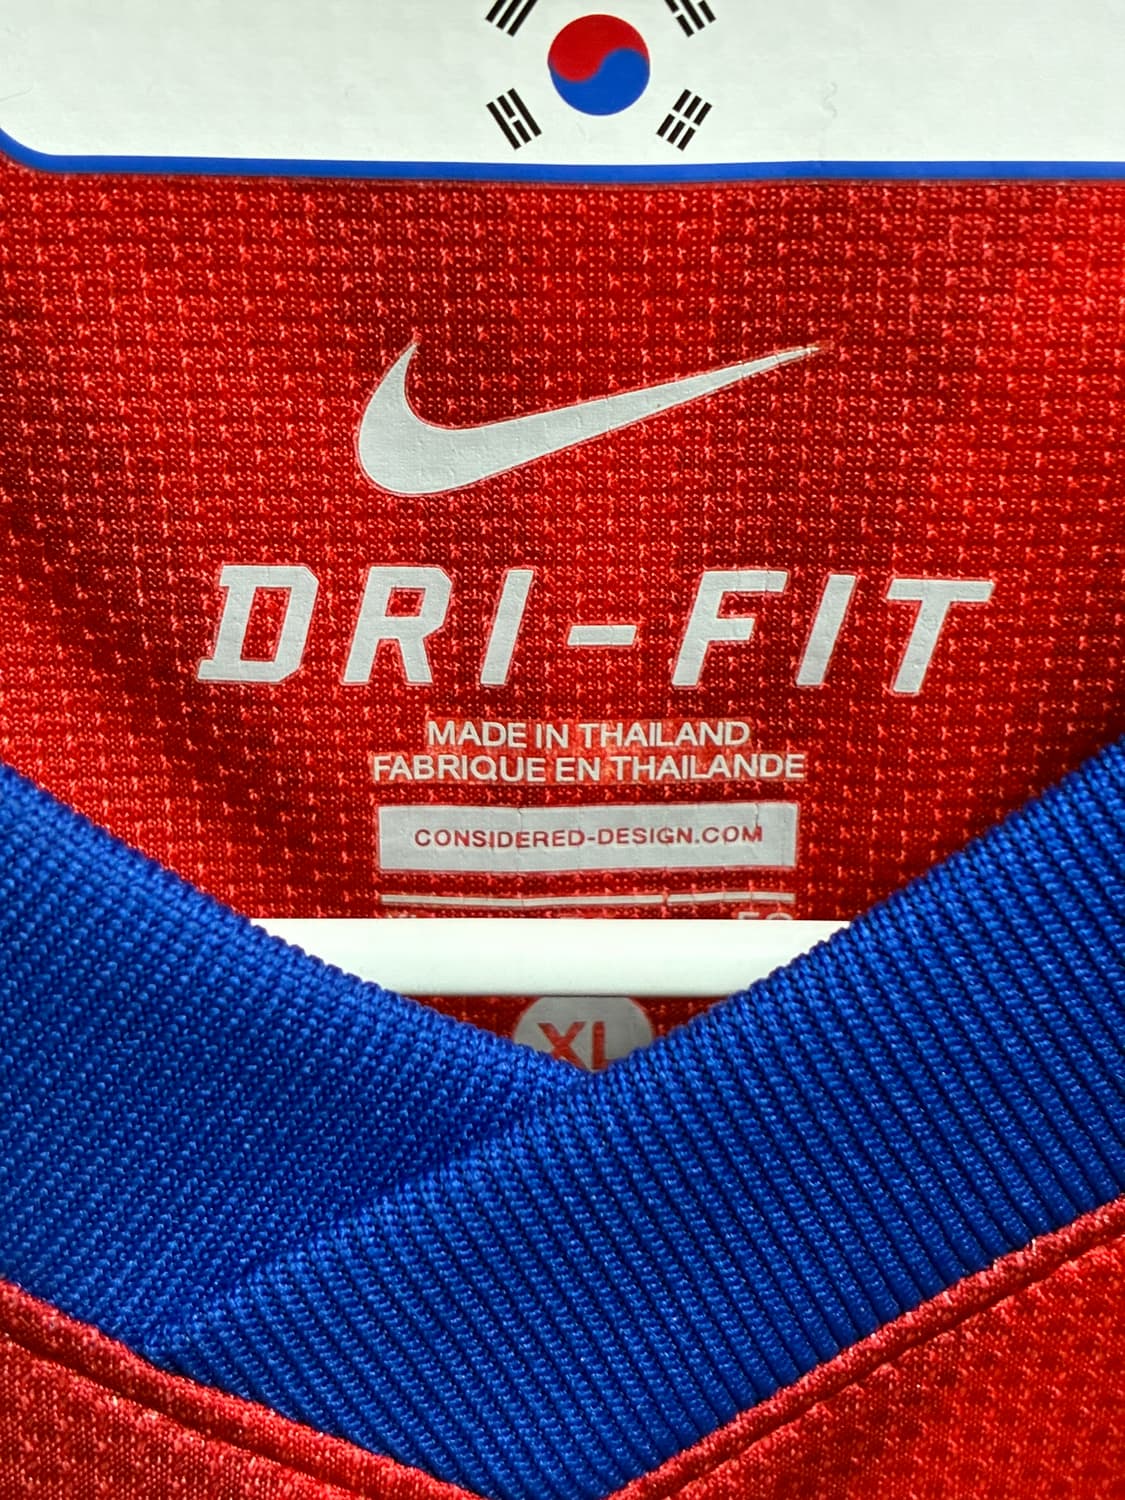 DRI-FIT
MADE IN THAILAND
FABRIQUE EN THAILANDE
CONSIDERED-DESIGN.COM
XL